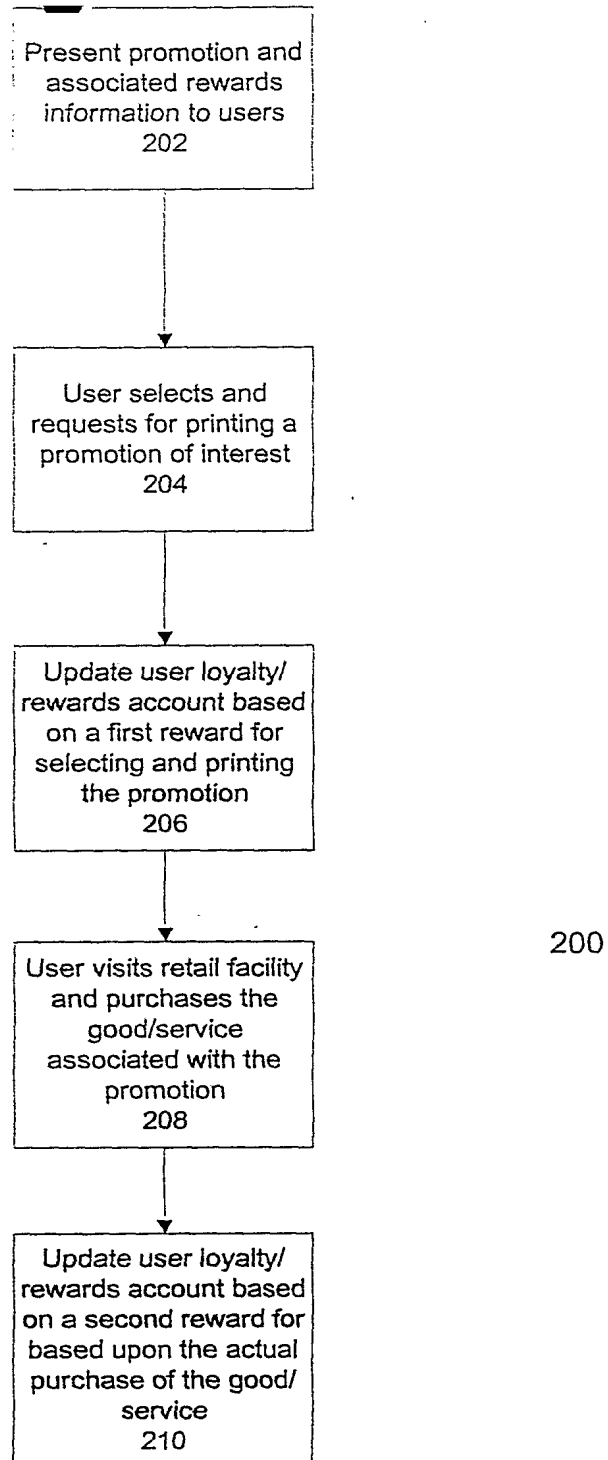 Present promotion and
associated rewards
information to users
202
User selects and
requests for printing a
promotion of interest
204
Update user loyalty/
rewards account based
on a first reward for
selecting and printing
the promotion
206
200
User visits retail facility
and purchases the
good/service
associated with the
promotion
208
Update user loyalty/
rewards account based
on a second reward for
based upon the actual
purchase of the good/
service
210